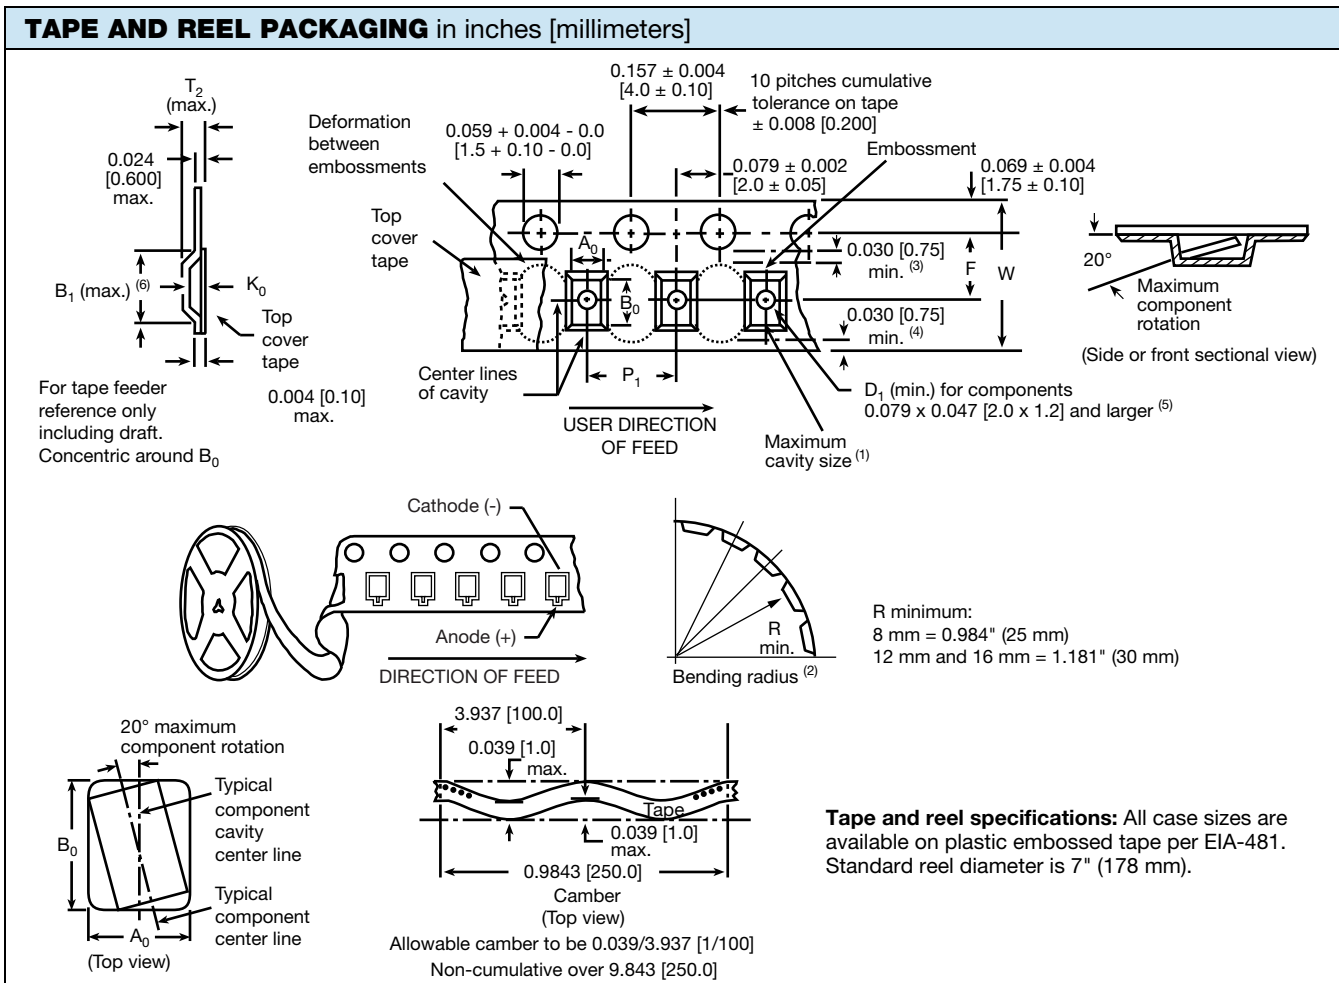 TAPE AND REEL PACKAGING in inches [millimeters]
T2
(max.)
0.024
[0.600]
max.
B1 (max.) (6)
K0
Top
cover
tape
0.004 [0.10]
max.
For tape feeder
reference only
including draft.
Concentric around B0
Deformation
between
embossments
Top
cover
tape
0.059 + 0.004 - 0.0
[1.5 + 0.10 - 0.0]
0.157 ± 0.004
[4.0 ± 0.10]
10 pitches cumulative
tolerance on tape
± 0.008 [0.200]
0.079 ± 0.002
[2.0 ± 0.05]
Embossment
0.069 ± 0.004
[1.75 ± 0.10]
A0
B0
0.030 [0.75]
min. (3)
F
W
0.030 [0.75]
min. (4)
Center lines
of cavity
P1
USER DIRECTION
OF FEED
D1 (min.) for components
0.079 x 0.047 [2.0 x 1.2] and larger (5)
Maximum
cavity size (1)
20°
Maximum
component
rotation
(Side or front sectional view)
Cathode (-)
Anode (+)
DIRECTION OF FEED
R
min.
Bending radius (2)
R minimum:
8 mm = 0.984" (25 mm)
12 mm and 16 mm = 1.181" (30 mm)
20° maximum
component rotation
Typical
component
cavity
center line
B0
Typical
component
center line
A0
(Top view)
3.937 [100.0]
0.039 [1.0]
max.
Tape
0.039 [1.0]
max.
0.9843 [250.0]
Camber
(Top view)
Allowable camber to be 0.039/3.937 [1/100]
Non-cumulative over 9.843 [250.0]
Tape and reel specifications: All case sizes are
available on plastic embossed tape per EIA-481.
Standard reel diameter is 7" (178 mm).